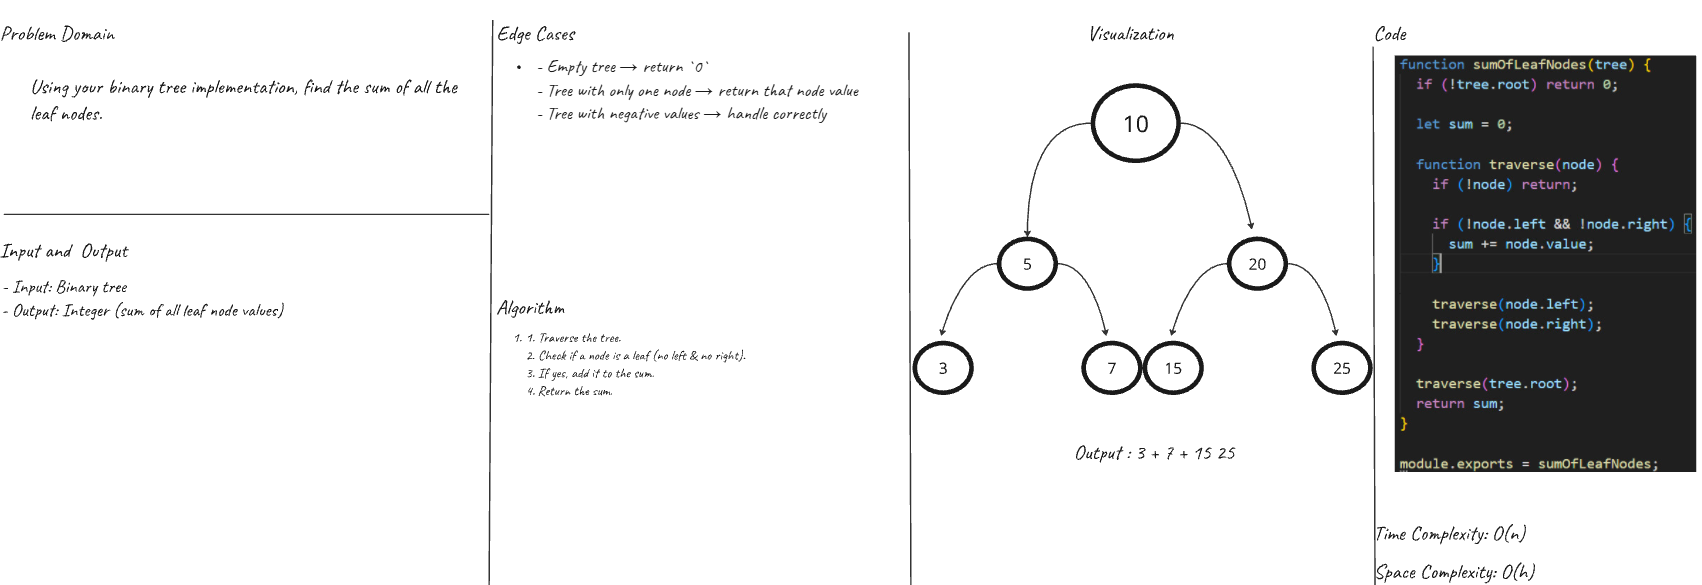 Problem Domain
Using your binary tree implementation, find the sum of all the
leaf nodes.
Input and Output
- Input: Binary tree
- Output: Integer (sum of all leaf node values)
Edge Cases
• - Empty tree → return `0`
- Tree with only one node → return that node value
- Tree with negative values → handle correctly
Algorithm
1. 1. Traverse the tree.
2. Check if a node is a leaf (no left & no right).
3. If yes, add it to the sum.
4. Return the sum.
Visualization
10
5
20
3
7
15
25
Output : 3 + 7 + 15 25
Code
function sumOfLeafNodes(tree) {
if (!tree.root) return 0;
let sum = 0;
function traverse(node) {
if (!node) return;
if (!node.left && !node.right) {
sum += node.value;
}
traverse(node.left);
traverse(node.right);
}
traverse(tree.root);
return sum;
}
module.exports = sumOfLeafNodes;
Time Complexity: O(n)
Space Complexity: O(h)